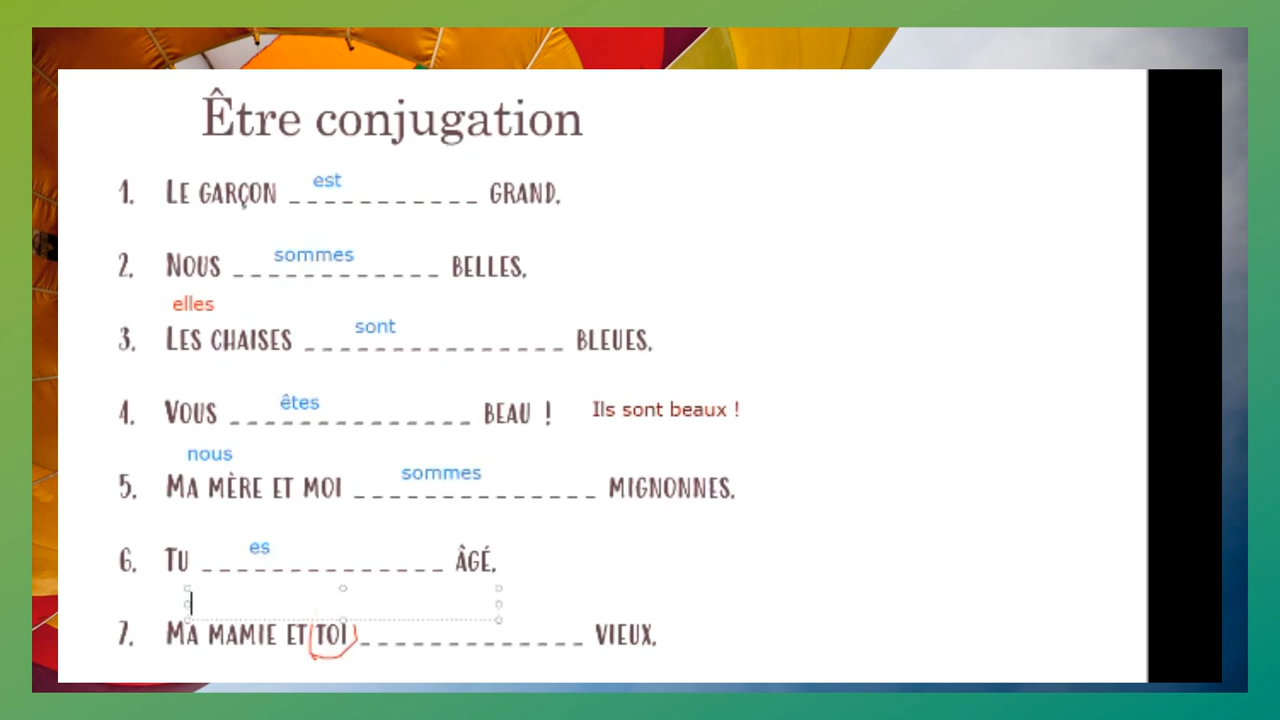 Être conjugation
est
1. LE GARÇON ___________ GRAND.
sommes
2. NOUS ____________ BELLES.
elles
sont
3. LES CHAISES _______________ BLEUES.
êtes
4. VOUS _____________ BEAU ! Ils sont beaux !
nous
sommes
5. MA MÈRE ET MOI ______________ MIGNONNES.
es
6. TU ______________ ÂGÉ.
7. MA MAMIE ET TOI _____________ VIEUX.